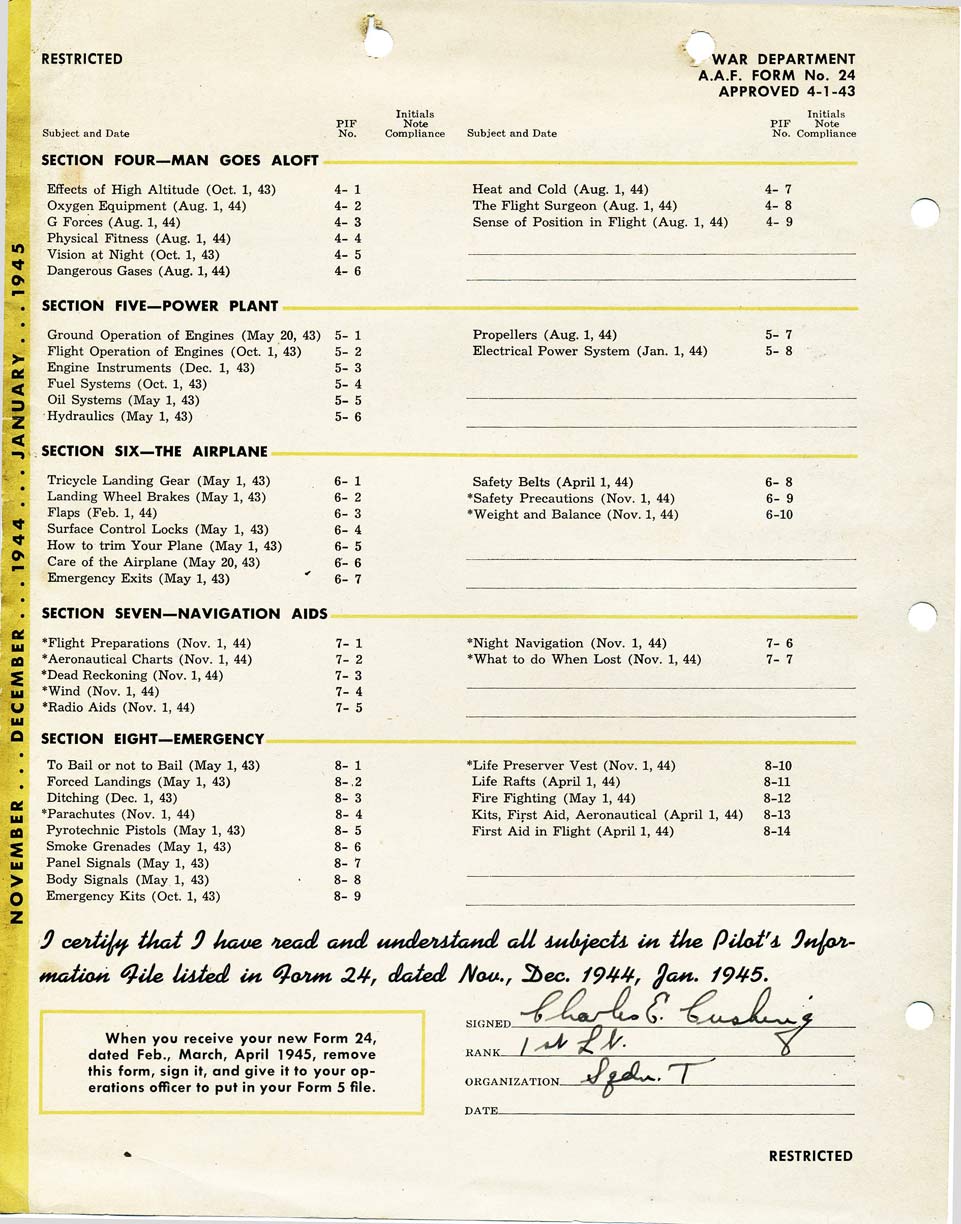 RESTRICTED
WAR DEPARTMENT
A.A.F. FORM No. 24
APPROVED 4-1-43
Subject and Date PIF No. Initials Note Compliance Subject and Date PIF No. Initials Note Compliance
SECTION FOUR—MAN GOES ALOFT
Effects of High Altitude (Oct. 1, 43) 4- 1
Oxygen Equipment (Aug. 1, 44) 4- 2
G Forces (Aug. 1, 44) 4- 3
Physical Fitness (Aug. 1, 44) 4- 4
Vision at Night (Oct. 1, 43) 4- 5
Dangerous Gases (Aug. 1, 44) 4- 6
Heat and Cold (Aug. 1, 44) 4- 7
The Flight Surgeon (Aug. 1, 44) 4- 8
Sense of Position in Flight (Aug. 1, 44) 4- 9
SECTION FIVE—POWER PLANT
Ground Operation of Engines (May 20, 43) 5- 1
Flight Operation of Engines (Oct. 1, 43) 5- 2
Engine Instruments (Dec. 1, 43) 5- 3
Fuel Systems (Oct. 1, 43) 5- 4
Oil Systems (May 1, 43) 5- 5
Hydraulics (May 1, 43) 5- 6
Propellers (Aug. 1, 44) 5- 7
Electrical Power System (Jan. 1, 44) 5- 8
SECTION SIX—THE AIRPLANE
Tricycle Landing Gear (May 1, 43) 6- 1
Landing Wheel Brakes (May 1, 43) 6- 2
Flaps (Feb. 1, 44) 6- 3
Surface Control Locks (May 1, 43) 6- 4
How to trim Your Plane (May 1, 43) 6- 5
Care of the Airplane (May 20, 43) 6- 6
Emergency Exits (May 1, 43) 6- 7
Safety Belts (April 1, 44) 6- 8
*Safety Precautions (Nov. 1, 44) 6- 9
*Weight and Balance (Nov. 1, 44) 6-10
SECTION SEVEN—NAVIGATION AIDS
*Flight Preparations (Nov. 1, 44) 7- 1
*Aeronautical Charts (Nov. 1, 44) 7- 2
*Dead Reckoning (Nov. 1, 44) 7- 3
*Wind (Nov. 1, 44) 7- 4
*Radio Aids (Nov. 1, 44) 7- 5
*Night Navigation (Nov. 1, 44) 7- 6
*What to do When Lost (Nov. 1, 44) 7- 7
SECTION EIGHT—EMERGENCY
To Bail or not to Bail (May 1, 43) 8- 1
Forced Landings (May 1, 43) 8- 2
Ditching (Dec. 1, 43) 8- 3
*Parachutes (Nov. 1, 44) 8- 4
Pyrotechnic Pistols (May 1, 43) 8- 5
Smoke Grenades (May 1, 43) 8- 6
Panel Signals (May 1, 43) 8- 7
Body Signals (May 1, 43) 8- 8
Emergency Kits (Oct. 1, 43) 8- 9
*Life Preserver Vest (Nov. 1, 44) 8-10
Life Rafts (April 1, 44) 8-11
Fire Fighting (May 1, 44) 8-12
Kits, First Aid, Aeronautical (April 1, 44) 8-13
First Aid in Flight (April 1, 44) 8-14
I certify that I have read and understand all subjects in the Pilot's Infor-
mation File listed in Form 24, dated Nov., Dec. 1944, Jan. 1945.
When you receive your new Form 24,
dated Feb., March, April 1945, remove
this form, sign it, and give it to your op-
erations officer to put in your Form 5 file.
SIGNED Charles E. Cushing
RANK 1st Lt.
ORGANIZATION Sqdn. T
DATE
RESTRICTED
NOVEMBER . . . . DECEMBER . . . 1944 . . . . JANUARY . . . 1945